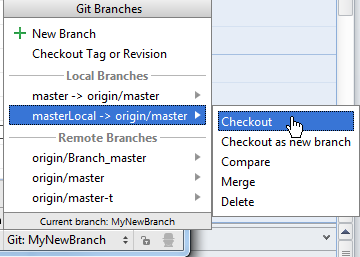 Git Branches
New Branch
Checkout Tag or Revision
Local Branches
master -> origin/master
masterLocal -> origin/master
Checkout
Checkout as new branch
Compare
Merge
Delete
Remote Branches
origin/Branch_master
origin/master
origin/master-t
Current branch: MyNewBranch
Git: MyNewBranch